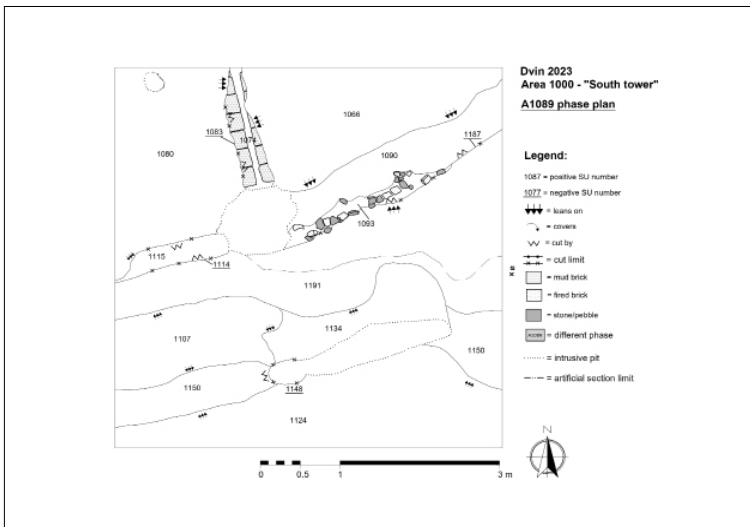 Dvin 2023
Area 1000 - "South tower"
A1089 phase plan
Legend:
1087 = positive SU number
1077 = negative SU number
= leans on
= covers
= cut by
= cut limit
= mud brick
= fired brick
= stone/pebble
= different phase
= intrusive pit
= artificial section limit
1066
1083
1074
1187
1080
1090
1093
1115
1114
1191
1107
1134
1150
1150
1148
1124
N
0 0.5 1 3 m